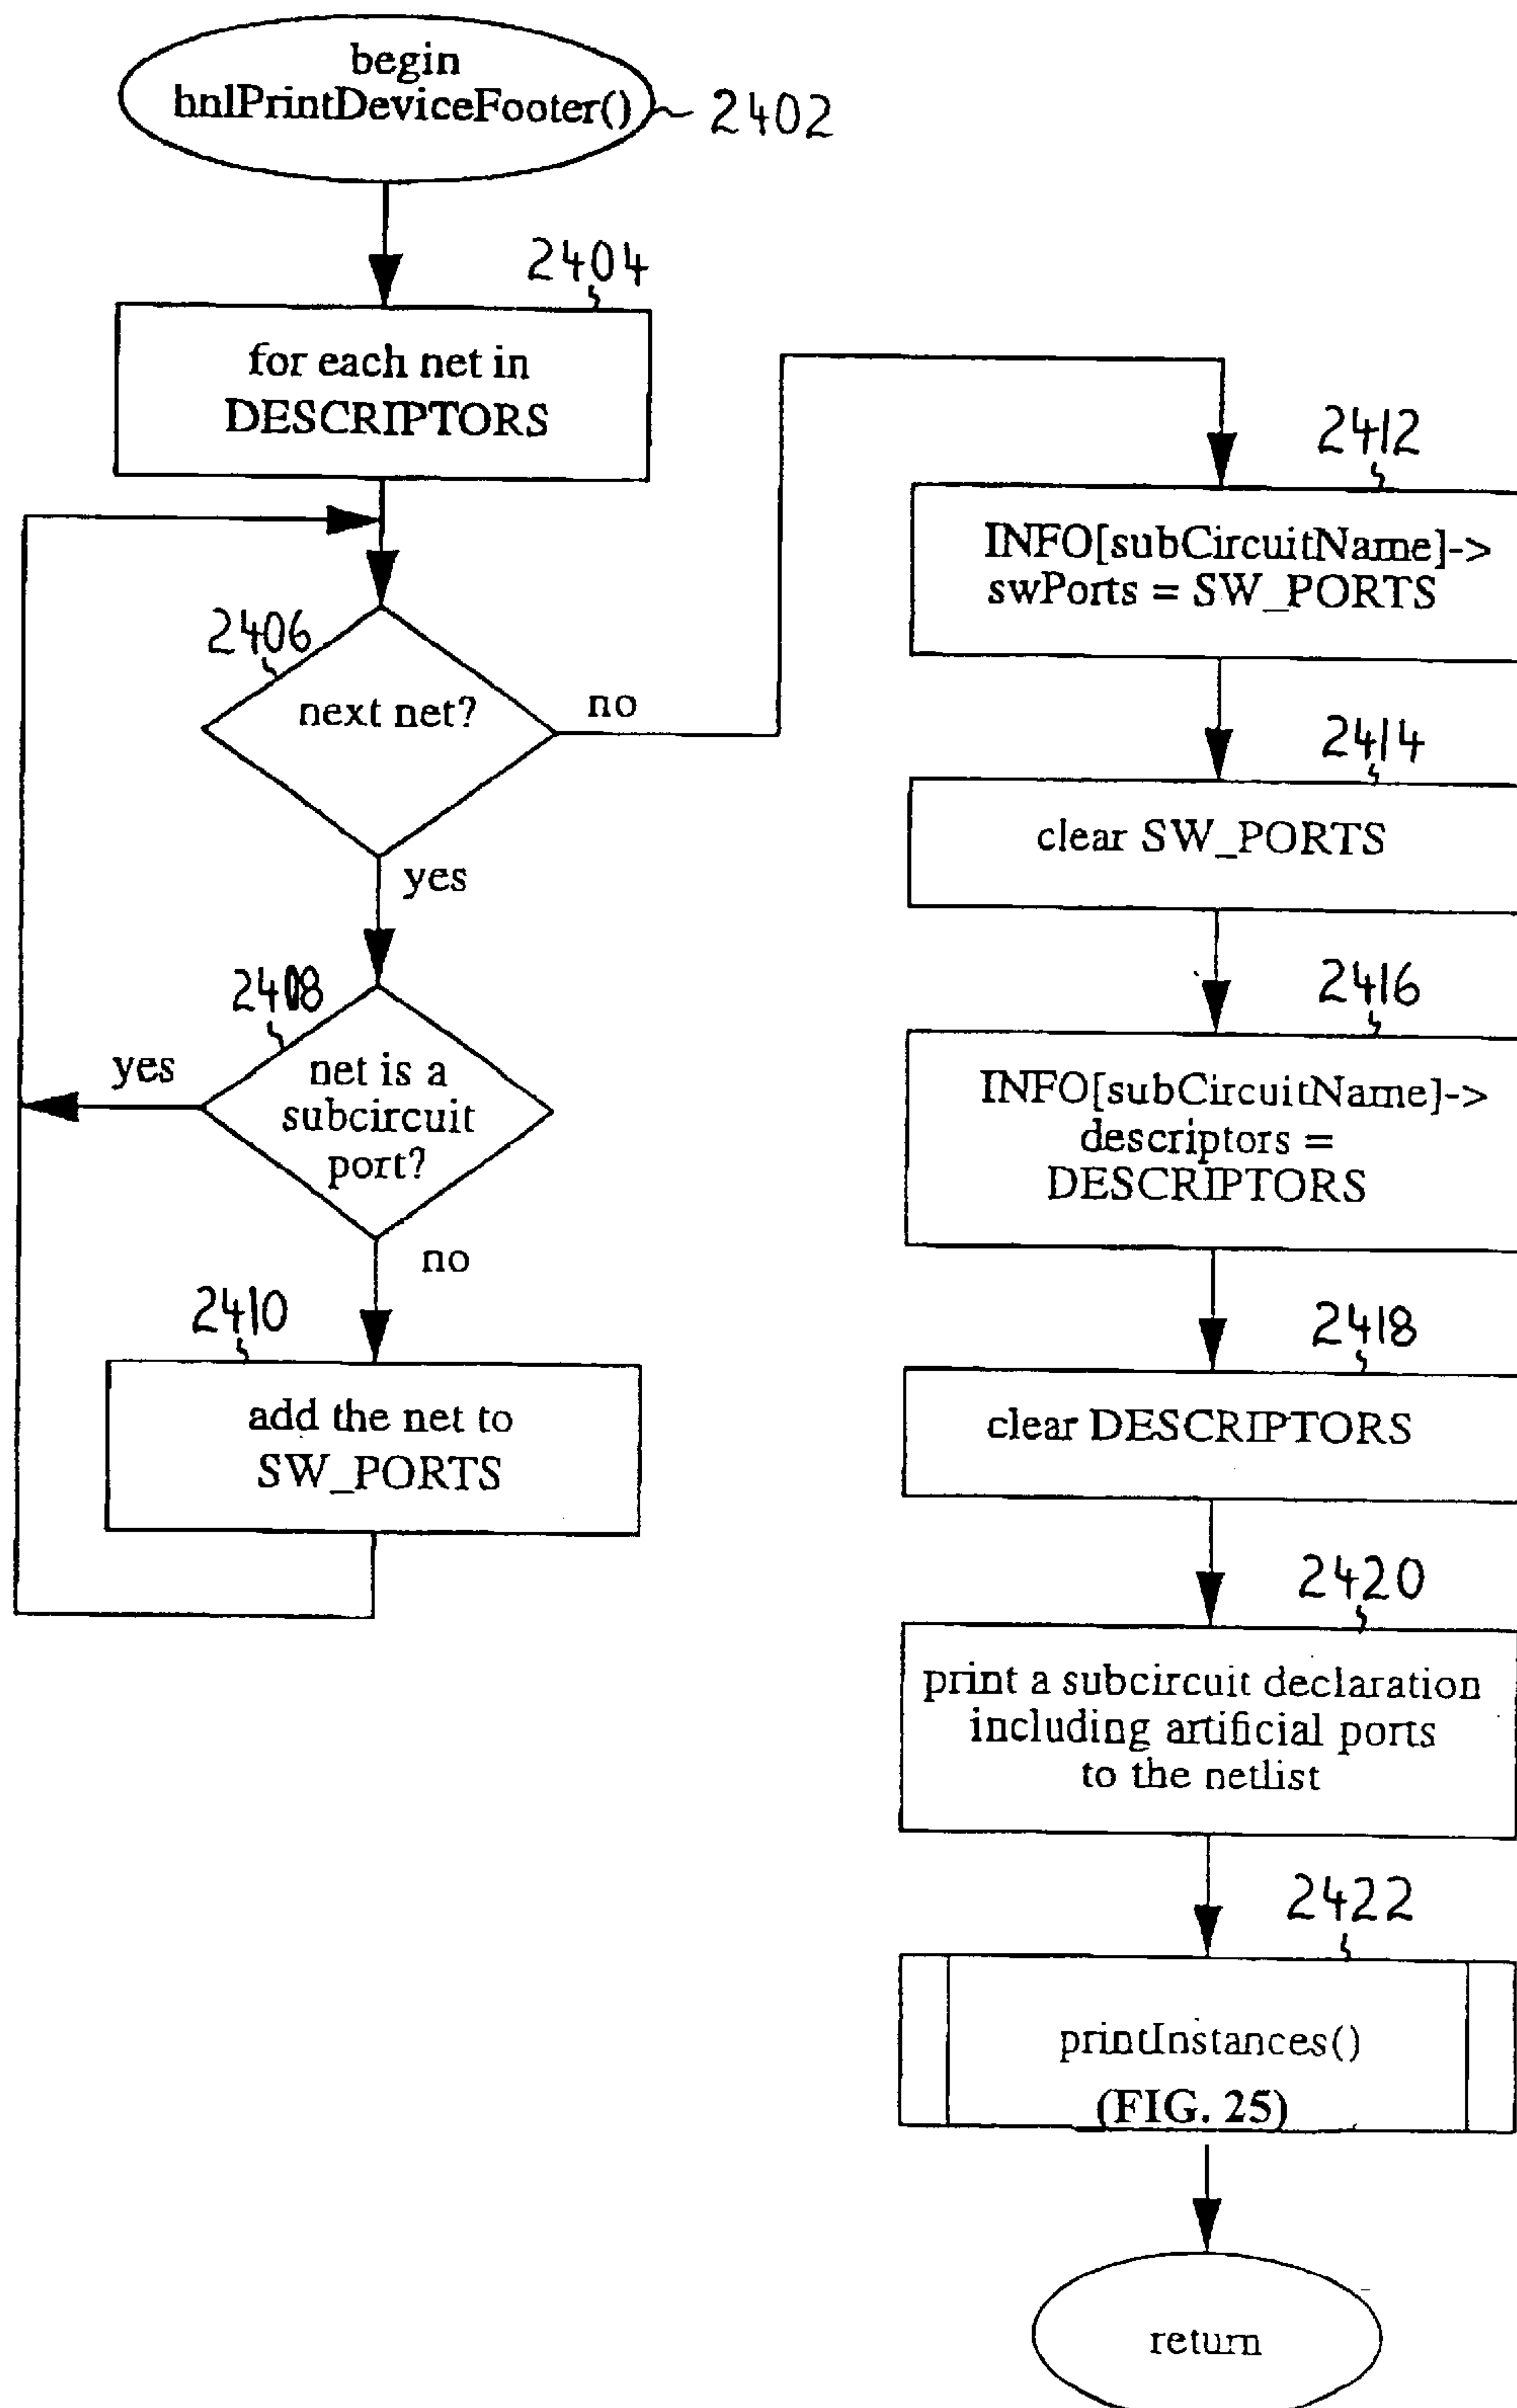 begin
hnlPrintDeviceFooter()
2402
2404
for each net in
DESCRIPTORS
2406
next net?
no
yes
2408
yes
net is a
subcircuit
port?
no
2410
add the net to
SW_PORTS
2412
INFO[subCircuitName]->
swPorts = SW_PORTS
2414
clear SW_PORTS
2416
INFO[subCircuitName]->
descriptors =
DESCRIPTORS
2418
clear DESCRIPTORS
2420
print a subcircuit declaration
including artificial ports
to the netlist
2422
printInstances()
(FIG. 25)
return